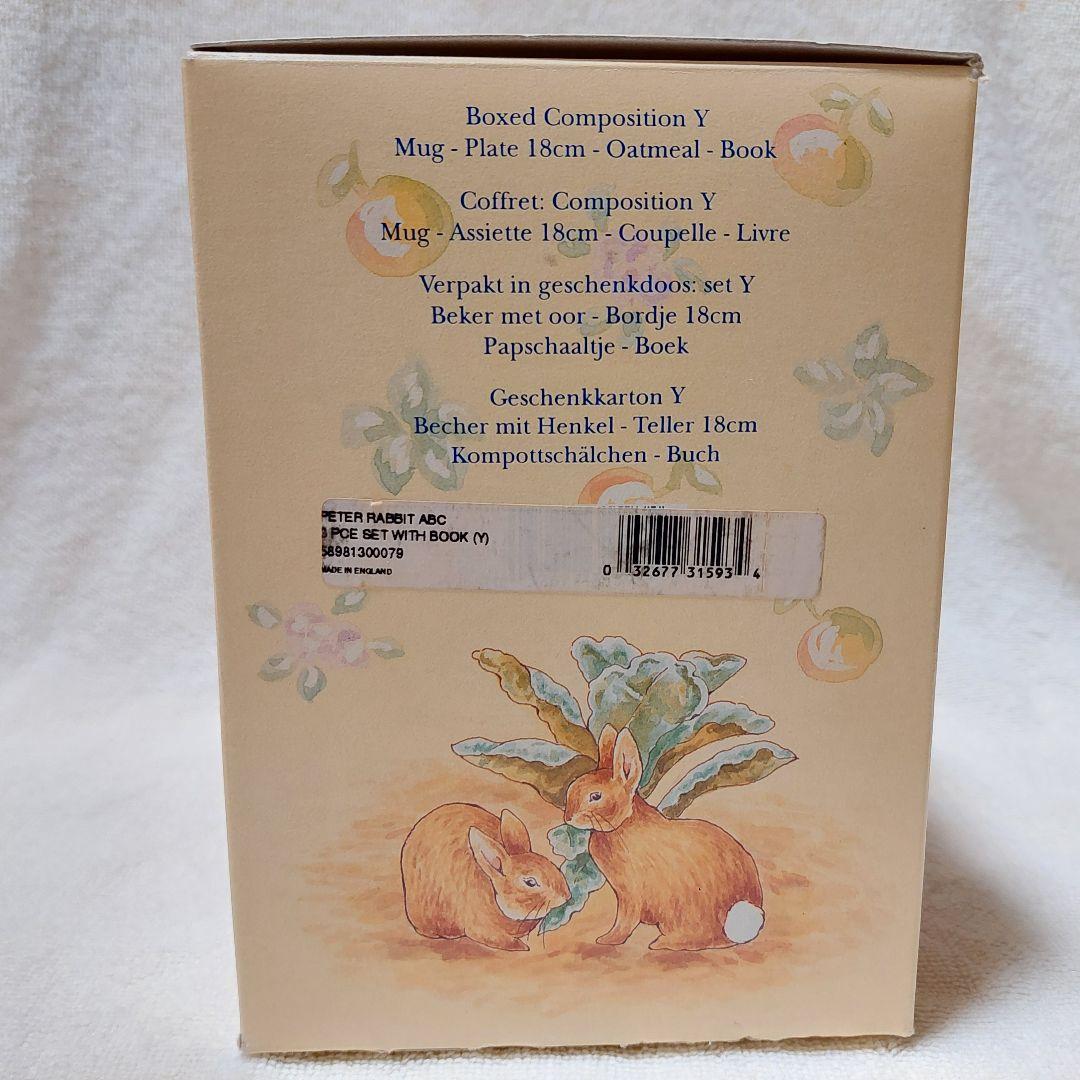 Boxed Composition Y
Mug - Plate 18cm - Oatmeal - Book
Coffret: Composition Y
Mug - Assiette 18cm - Coupelle - Livre
Verpakt in geschenkdoos: set Y
Beker met oor - Bordje 18cm
Papschaaltje - Boek
Geschenkkarton Y
Becher mit Henkel - Teller 18cm
Kompottschälchen - Buch
PETER RABBIT ABC
3 PCE SET WITH BOOK (Y)
58981300079
MADE IN ENGLAND
0 32677 31593 4